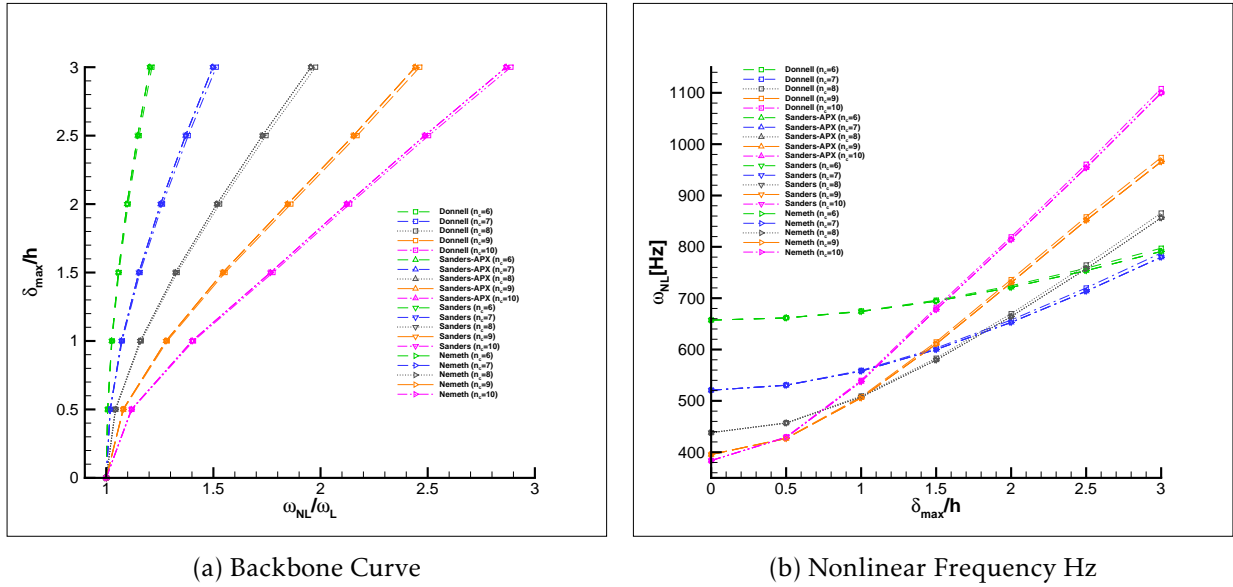 3
2.5
2
1.5
1
0.5
0
δmax/h
1
1.5
2
2.5
3
ωNL/ωL
Donnell (nc=6)
Donnell (nc=7)
Donnell (nc=8)
Donnell (nc=9)
Donnell (nc=10)
Sanders-APX (nc=6)
Sanders-APX (nc=7)
Sanders-APX (nc=8)
Sanders-APX (nc=9)
Sanders-APX (nc=10)
Sanders (nc=6)
Sanders (nc=7)
Sanders (nc=8)
Sanders (nc=9)
Sanders (nc=10)
Nemeth (nc=6)
Nemeth (nc=7)
Nemeth (nc=8)
Nemeth (nc=9)
Nemeth (nc=10)
(a) Backbone Curve
1100
1000
900
800
700
600
500
400
ωNL[Hz]
0
0.5
1
1.5
2
2.5
3
δmax/h
Donnell (nc=6)
Donnell (nc=7)
Donnell (nc=8)
Donnell (nc=9)
Donnell (nc=10)
Sanders-APX (nc=6)
Sanders-APX (nc=7)
Sanders-APX (nc=8)
Sanders-APX (nc=9)
Sanders-APX (nc=10)
Sanders (nc=6)
Sanders (nc=7)
Sanders (nc=8)
Sanders (nc=9)
Sanders (nc=10)
Nemeth (nc=6)
Nemeth (nc=7)
Nemeth (nc=8)
Nemeth (nc=9)
Nemeth (nc=10)
(b) Nonlinear Frequency Hz